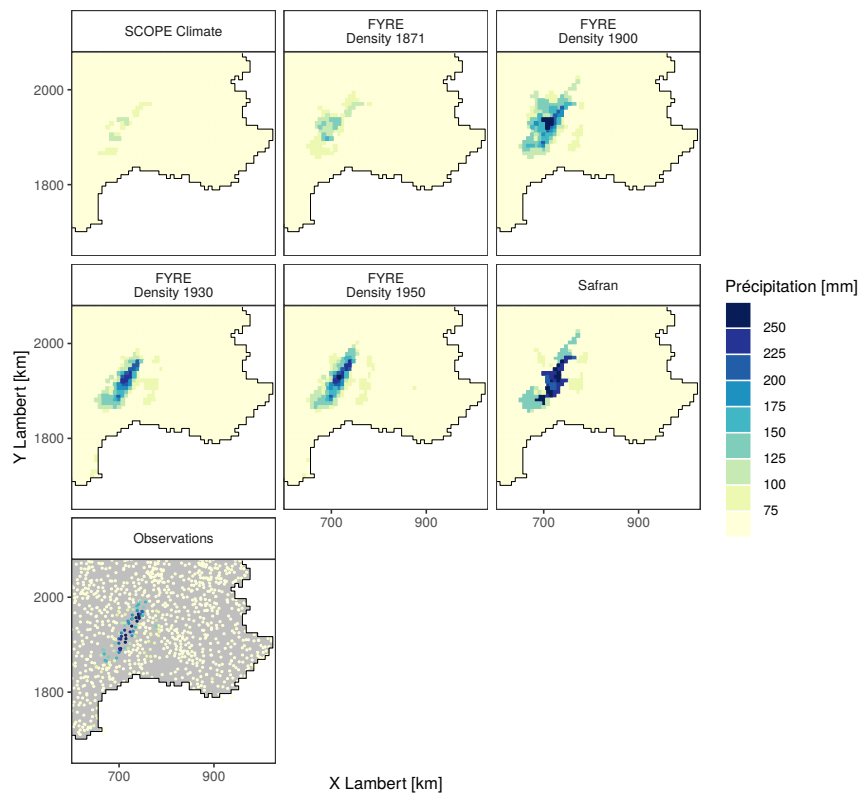 SCOPE Climate
FYRE
Density 1871
FYRE
Density 1900
2000
1800
FYRE
Density 1930
FYRE
Density 1950
Safran
2000
1800
700
900
700
900
Observations
2000
1800
700
900
Y Lambert [km]
X Lambert [km]
Précipitation [mm]
250
225
200
175
150
125
100
75